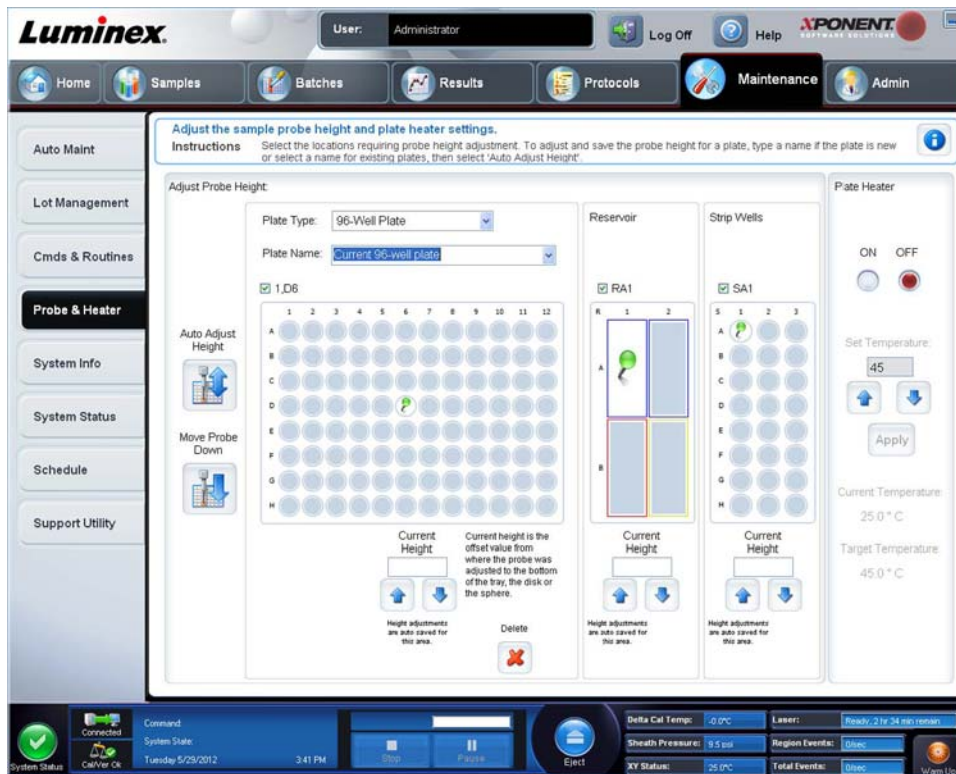 Luminex.
User: Administrator
Log Off
Help
XPONENT
SOFTWARE SOLUTIONS
Home
Samples
Batches
Results
Protocols
Maintenance
Admin
Auto Maint
Lot Management
Cmds & Routines
Probe & Heater
System Info
System Status
Schedule
Support Utility
Adjust the sample probe height and plate heater settings.
Instructions Select the locations requiring probe height adjustment. To adjust and save the probe height for a plate, type a name if the plate is new
or select a name for existing plates, then select 'Auto Adjust Height'.
Adjust Probe Height:
Plate Type: 96-Well Plate
Plate Name: Current 96-well plate
1,D6
1 2 3 4 5 6 7 8 9 10 11 12
A
B
C
D
E
F
G
H
Auto Adjust
Height
Move Probe
Down
Current
Height
Current height is the
offset value from
where the probe was
adjusted to the bottom
of the tray, the disk or
the sphere.
Height adjustments
are auto saved for
this area.
Delete
Reservoir
RA1
R 1 2
A
B
Current
Height
Height adjustments
are auto saved for
this area.
Strip Wells
SA1
S 1 2 3
A
B
C
D
E
F
G
H
Current
Height
Height adjustments
are auto saved for
this area.
Plate Heater
ON OFF
Set Temperature:
45
Apply
Current Temperature:
25.0 ° C
Target Temperature:
45.0 ° C
System Status
Connected
Cal/Ver Ok
Command:
System State:
Tuesday 5/29/2012 3:41 PM
Stop
Pause
Eject
Delta Cal Temp: -0.0°C
Sheath Pressure: 9.5 psi
XY Status: 25.0°C
Laser: Ready, 2 hr 34 min remain
Region Events: 0/sec
Total Events: 0/sec
Warm Up